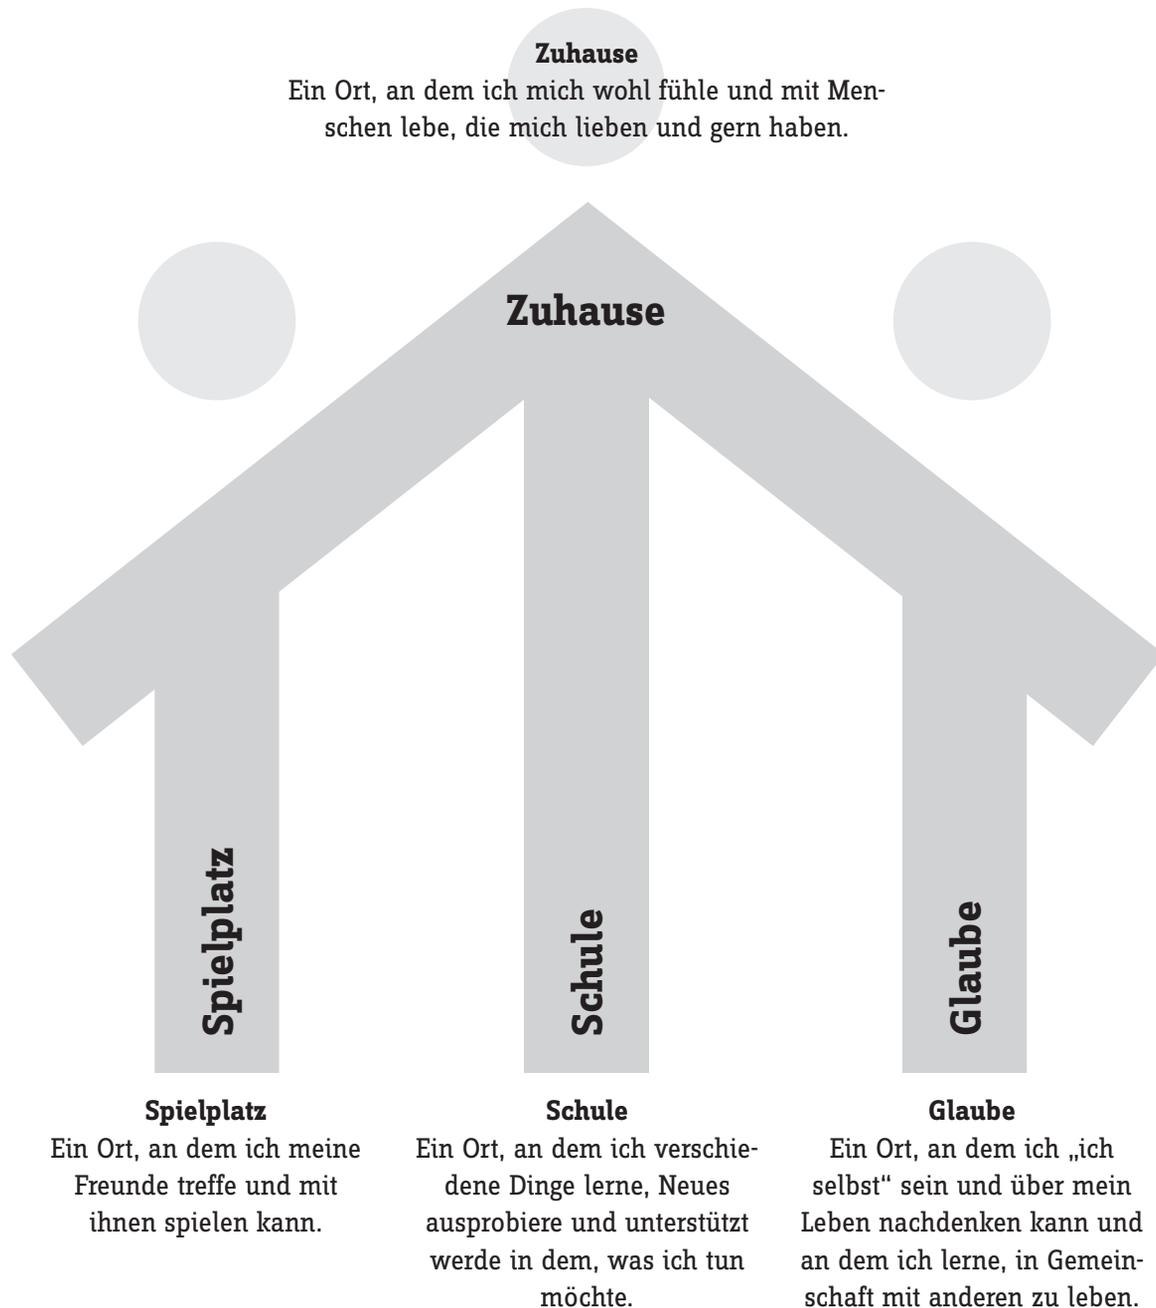 Zuhause
Ein Ort, an dem ich mich wohl fühle und mit Men-
schen lebe, die mich lieben und gern haben.
Zuhause
Spielplatz
Schule
Glaube
Spielplatz
Ein Ort, an dem ich meine
Freunde treffe und mit
ihnen spielen kann.
Schule
Ein Ort, an dem ich verschie-
dene Dinge lerne, Neues
ausprobiere und unterstützt
werde in dem, was ich tun
möchte.
Glaube
Ein Ort, an dem ich „ich
selbst“ sein und über mein
Leben nachdenken kann und
an dem ich lerne, in Gemein-
schaft mit anderen zu leben.